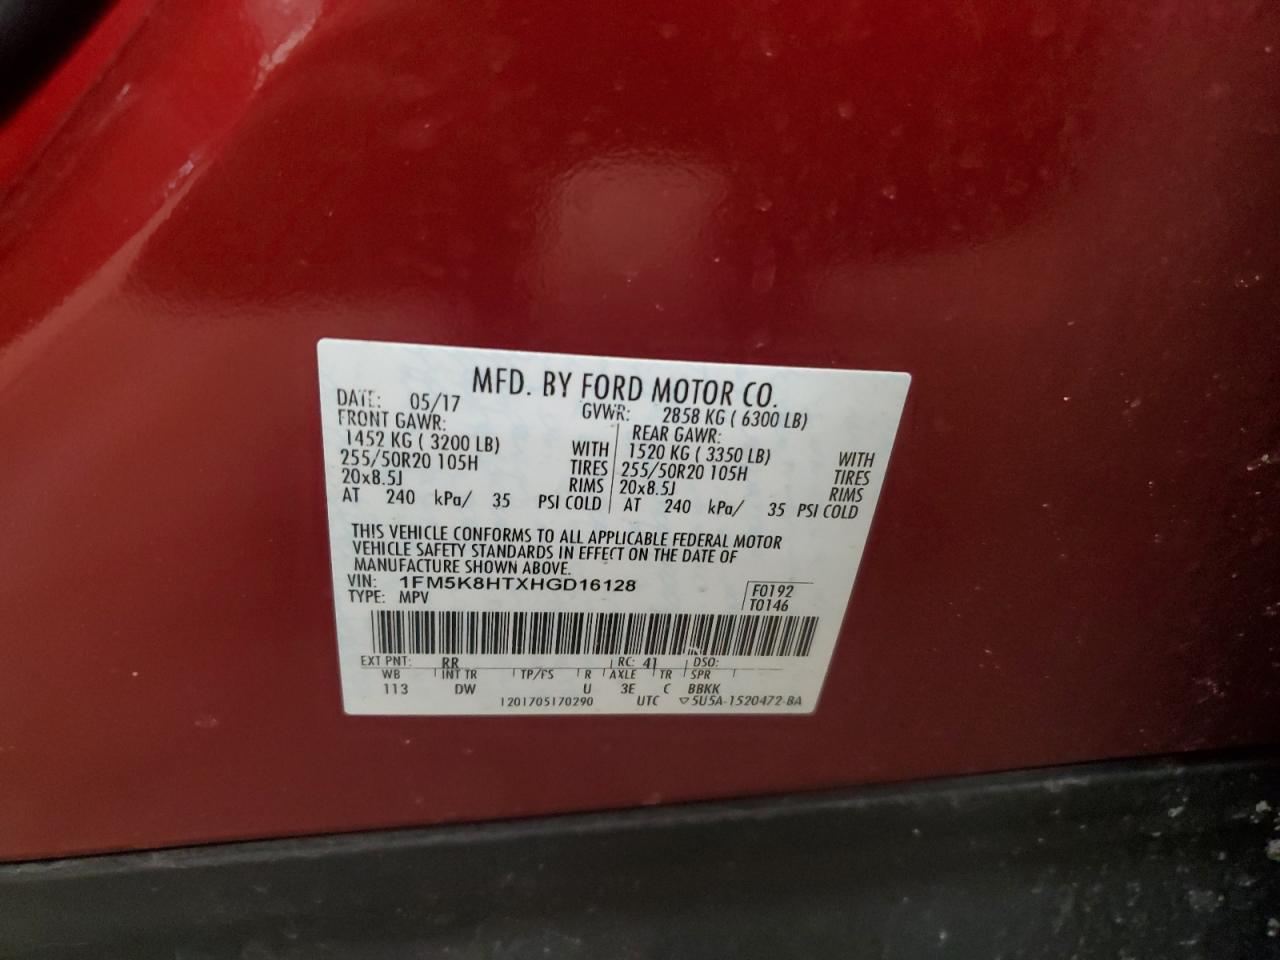 MFD. BY FORD MOTOR CO.
DATE: 05/17 GVWR: 2858 KG ( 6300 LB)
FRONT GAWR: REAR GAWR:
1452 KG ( 3200 LB) WITH 1520 KG ( 3350 LB) WITH
255/50R20 105H TIRES 255/50R20 105H TIRES
20x8.5J RIMS 20x8.5J RIMS
AT 240 kPa/ 35 PSI COLD AT 240 kPa/ 35 PSI COLD
THIS VEHICLE CONFORMS TO ALL APPLICABLE FEDERAL MOTOR
VEHICLE SAFETY STANDARDS IN EFFECT ON THE DATE OF
MANUFACTURE SHOWN ABOVE.
VIN: 1FM5K8HTXHGD16128 F0192
TYPE: MPV T0146
EXT PNT: RR RC: 41 DSO:
WB INT TR TP/PS R AXLE TR SPR
113 DW U 3E C BBKK
1201705170290 UTC ▽5U5A-1520472-BA